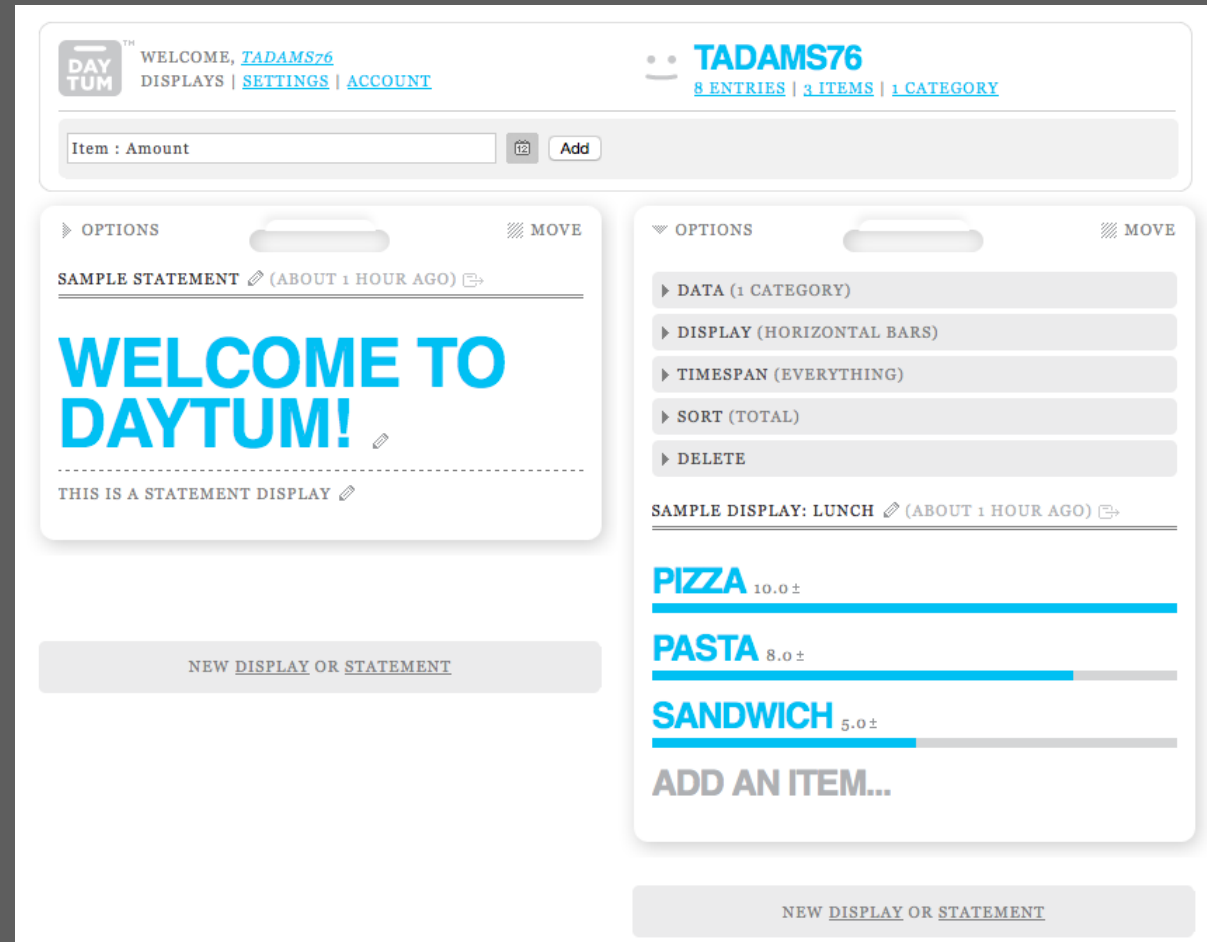 DAY
TUM
TM
WELCOME, TADAMS76
DISPLAYS | SETTINGS | ACCOUNT
TADAMS76
8 ENTRIES | 3 ITEMS | 1 CATEGORY
Item : Amount
12
Add
OPTIONS
MOVE
SAMPLE STATEMENT (ABOUT 1 HOUR AGO)
WELCOME TO
DAYTUM!
THIS IS A STATEMENT DISPLAY
NEW DISPLAY OR STATEMENT
OPTIONS
MOVE
DATA (1 CATEGORY)
DISPLAY (HORIZONTAL BARS)
TIMESPAN (EVERYTHING)
SORT (TOTAL)
DELETE
SAMPLE DISPLAY: LUNCH (ABOUT 1 HOUR AGO)
PIZZA 10.0 ±
PASTA 8.0 ±
SANDWICH 5.0 ±
ADD AN ITEM...
NEW DISPLAY OR STATEMENT